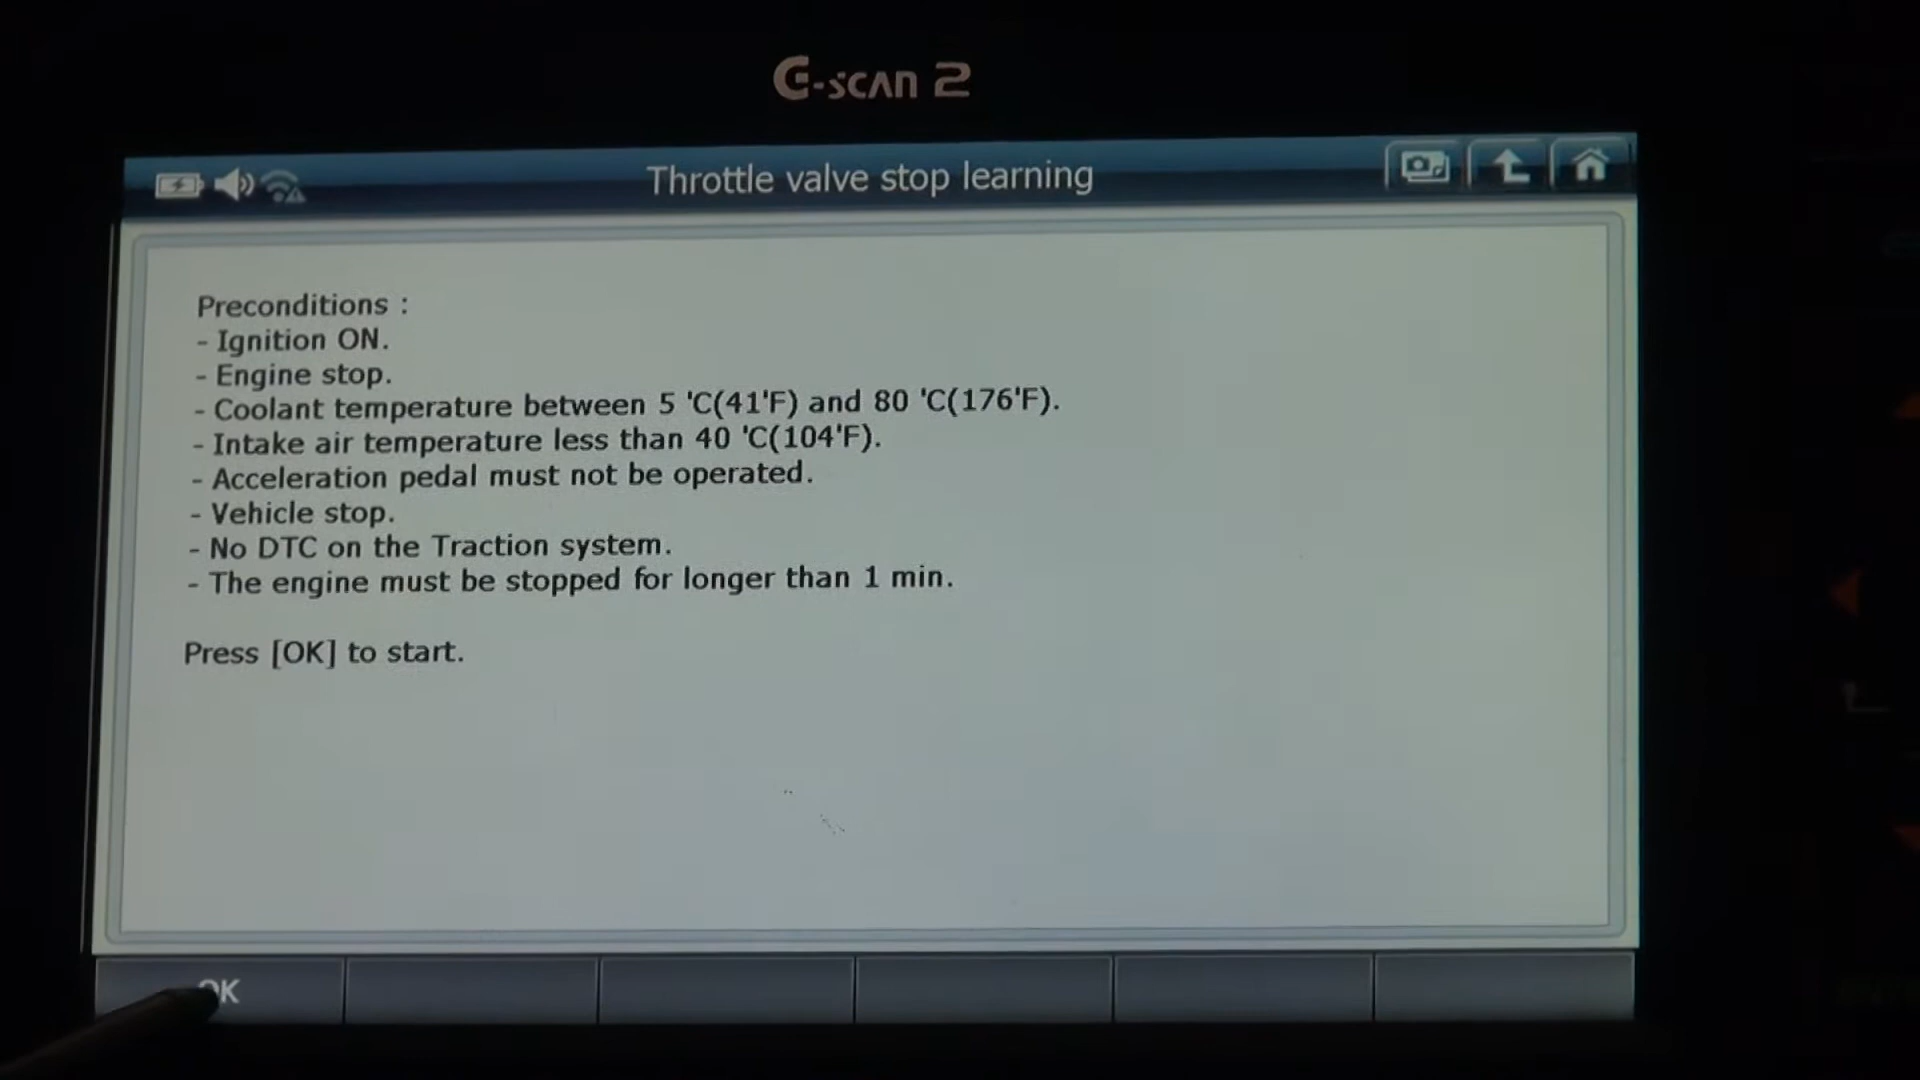 G-scan 2
Throttle valve stop learning
Preconditions :
- Ignition ON.
- Engine stop.
- Coolant temperature between 5 'C(41'F) and 80 'C(176'F).
- Intake air temperature less than 40 'C(104'F).
- Acceleration pedal must not be operated.
- Vehicle stop.
- No DTC on the Traction system.
- The engine must be stopped for longer than 1 min.
Press [OK] to start.
OK